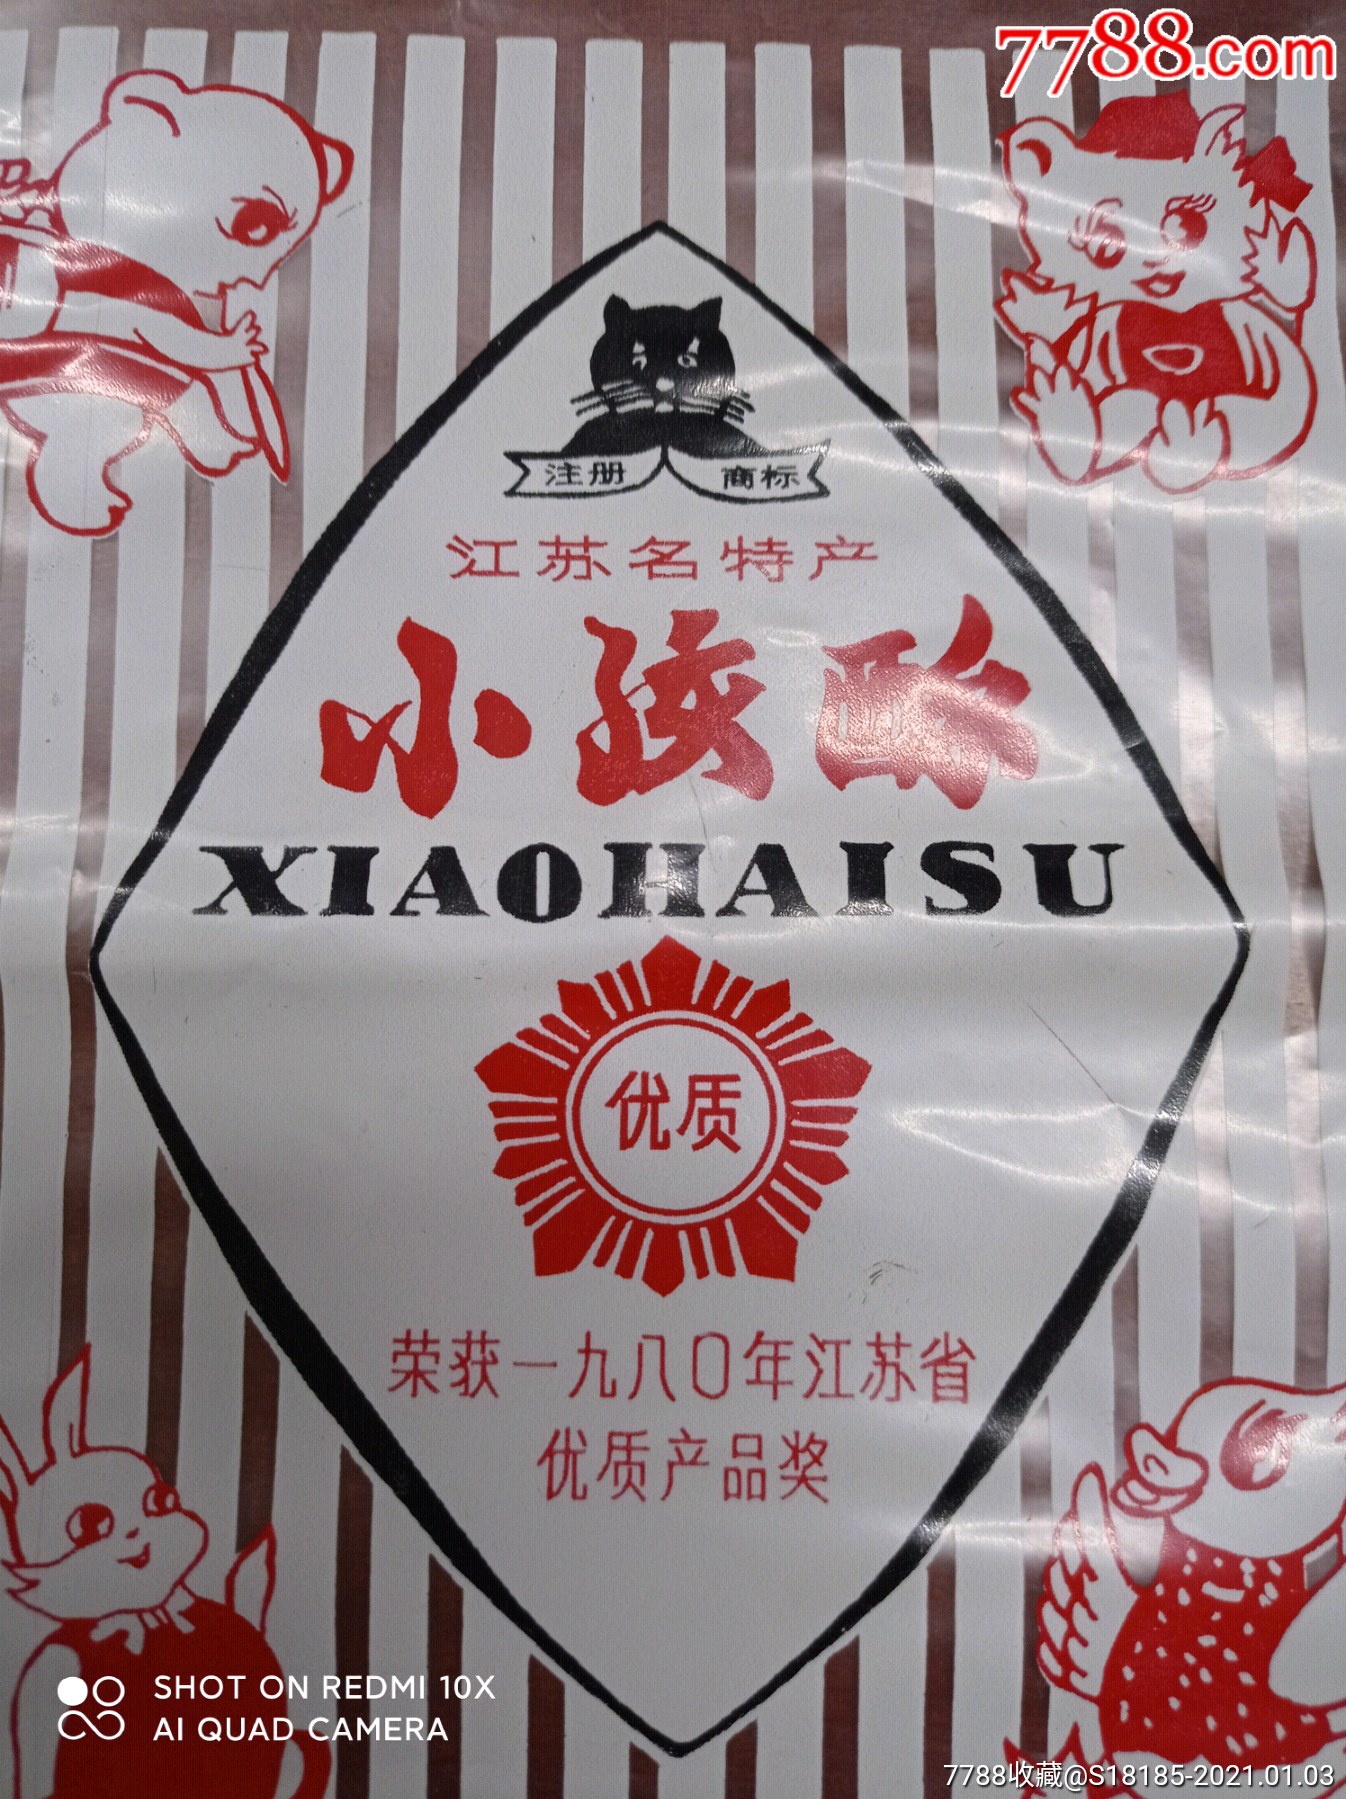 7788.com
注册 商标
江苏名特产
小孩酥
XIAOHAISU
优质
荣获一九八〇年江苏省
优质产品奖
SHOT ON REDMI 10X
AI QUAD CAMERA
7788收藏@S18185-2021.01.03